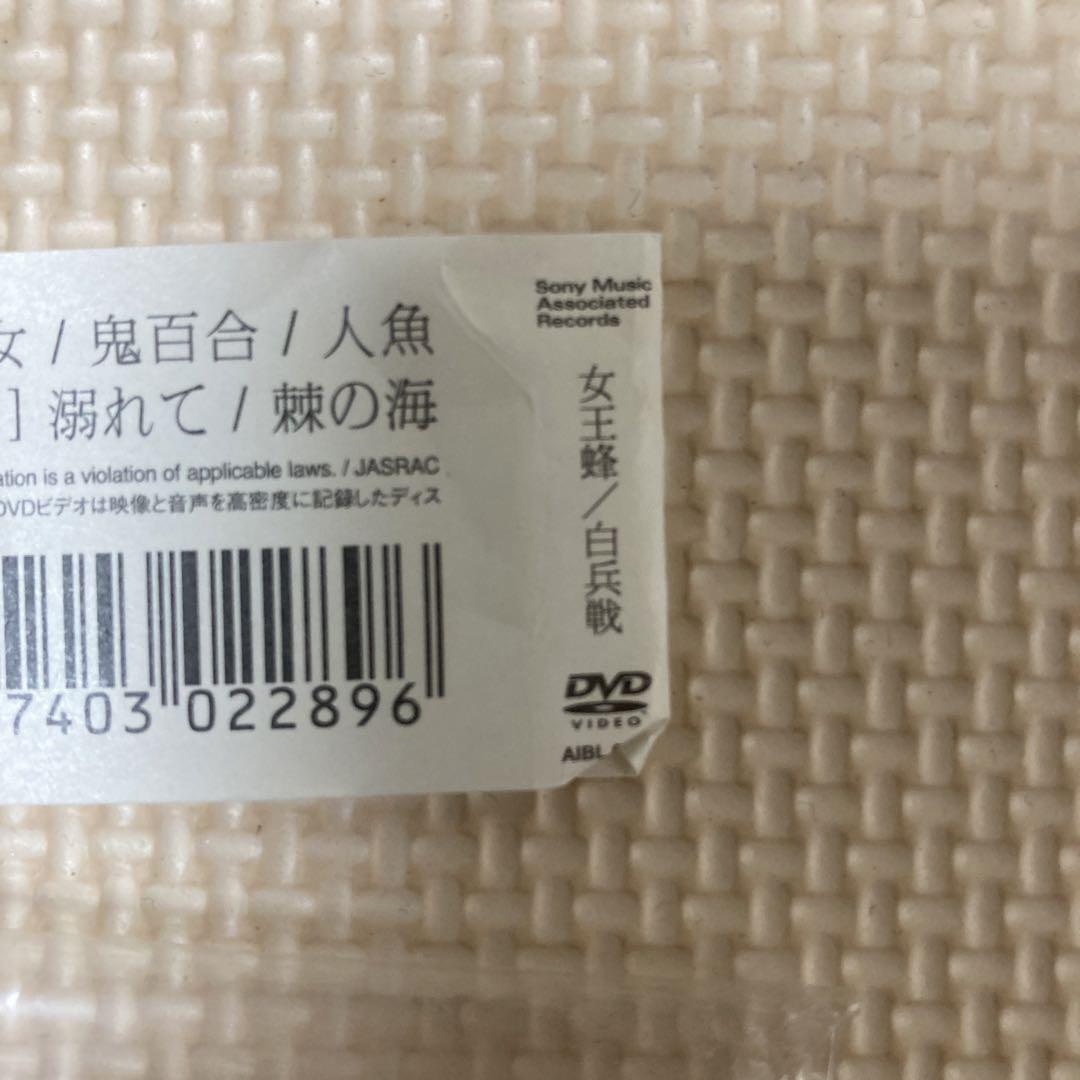 女 / 鬼百合 / 人魚
] 溺れて / 棘の海
ation is a violation of applicable laws. / JASRAC
DVDビデオは映像と音声を高密度に記録したディス
7403 022896
Sony Music
Associated
Records
女王蜂／白兵戦
DVD
VIDEO
AIBL